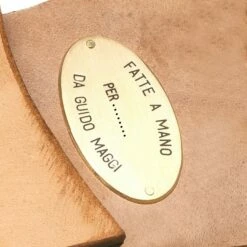 FATTE A MANO
PER........
DA GUIDO MAGGI